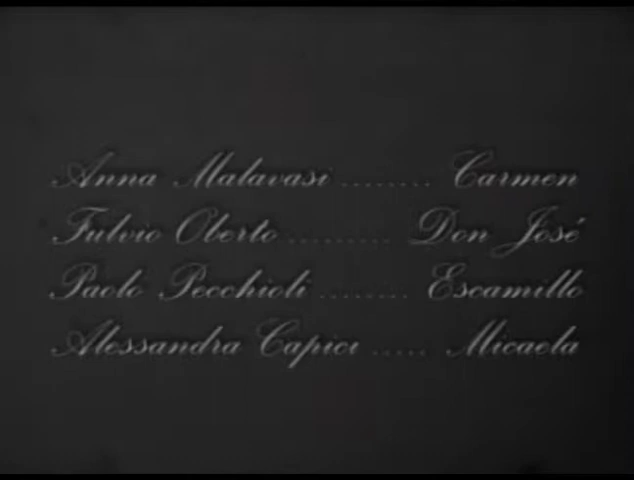 Anna Malavasi ........ Carmen
Fulvio Oberto ......... Don José
Paolo Pecchioli ........ Escamillo
Alessandra Capici ..... Micaela